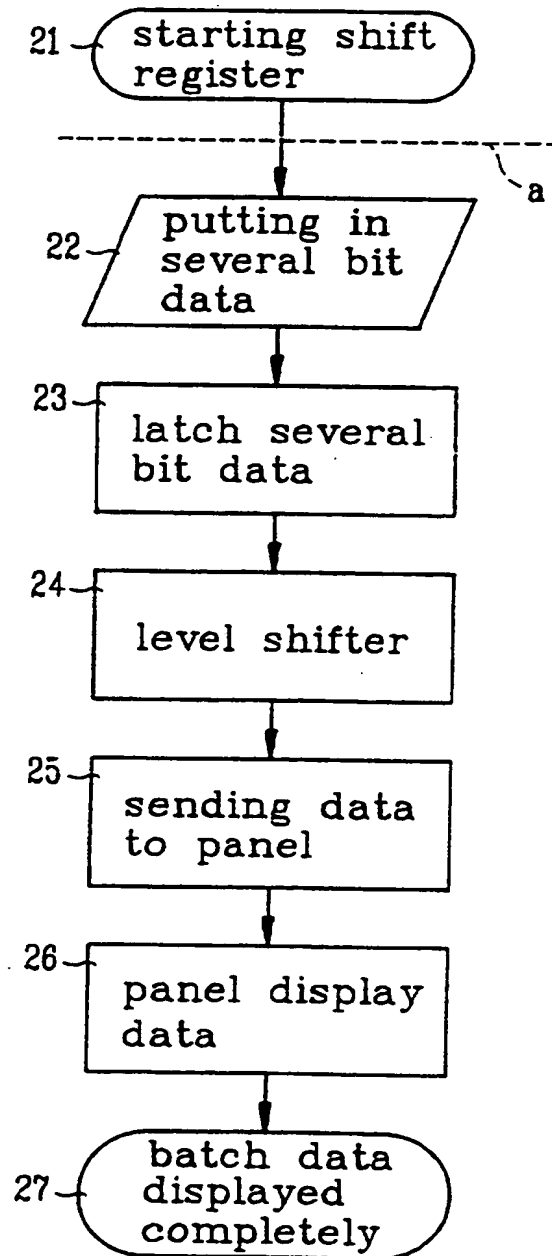 21
starting shift
register
a
22
putting in
several bit
data
23
latch several
bit data
24
level shifter
25
sending data
to panel
26
panel display
data
27
batch data
displayed
completely